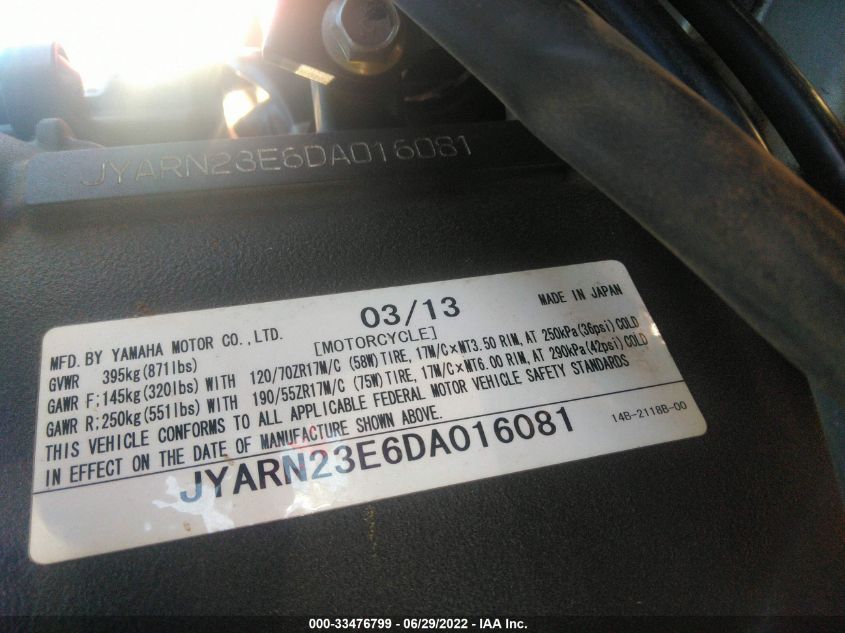 JYARN23E6DA016081
MFD. BY YAMAHA MOTOR CO.,LTD. 03/13 MADE IN JAPAN
[MOTORCYCLE]
GVWR 395kg(871lbs)
GAWR F:145kg(320lbs) WITH 120/70ZR17M/C (58W)TIRE, 17M/C×MT3.50 RIM, AT 250kPa(36psi)COLD
GAWR R:250kg(551lbs) WITH 190/55ZR17M/C (75W)TIRE, 17M/C×MT6.00 RIM, AT 290kPa(42psi)COLD
THIS VEHICLE CONFORMS TO ALL APPLICABLE FEDERAL MOTOR VEHICLE SAFETY STANDARDS
IN EFFECT ON THE DATE OF MANUFACTURE SHOWN ABOVE.
14B-2118B-00
JYARN23E6DA016081
000-33476799 - 06/29/2022 - IAA Inc.